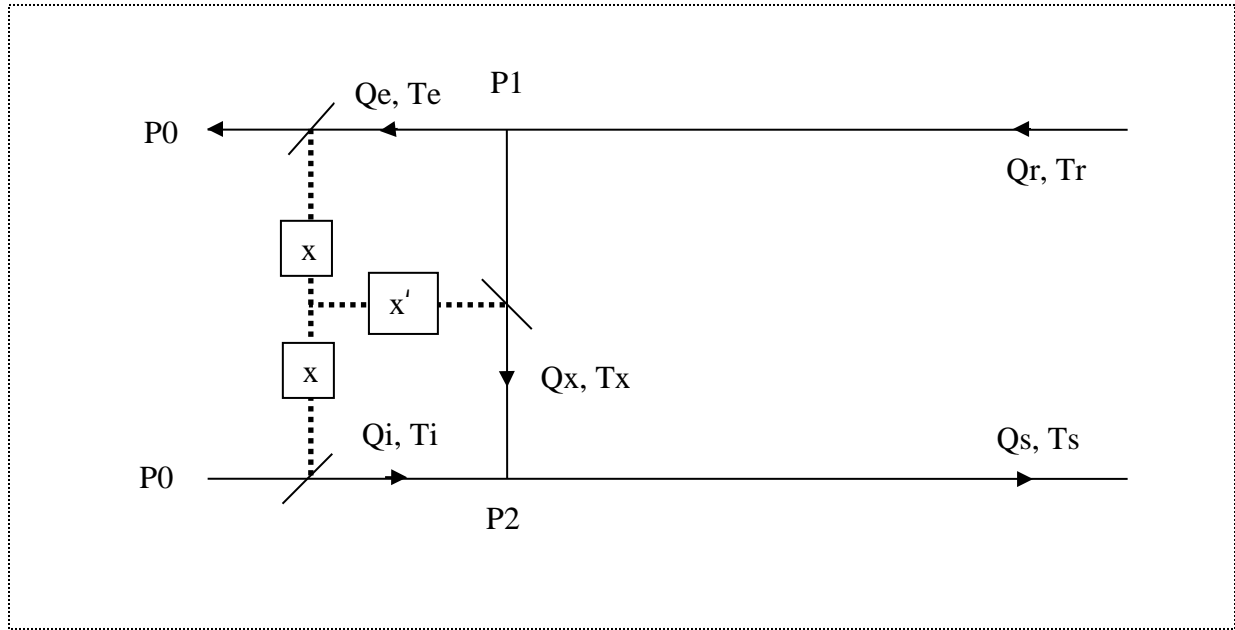 P1
Qe, Te
P0
Qr, Tr
x
x'
x
Qx, Tx
Qi, Ti
Qs, Ts
P0
P2